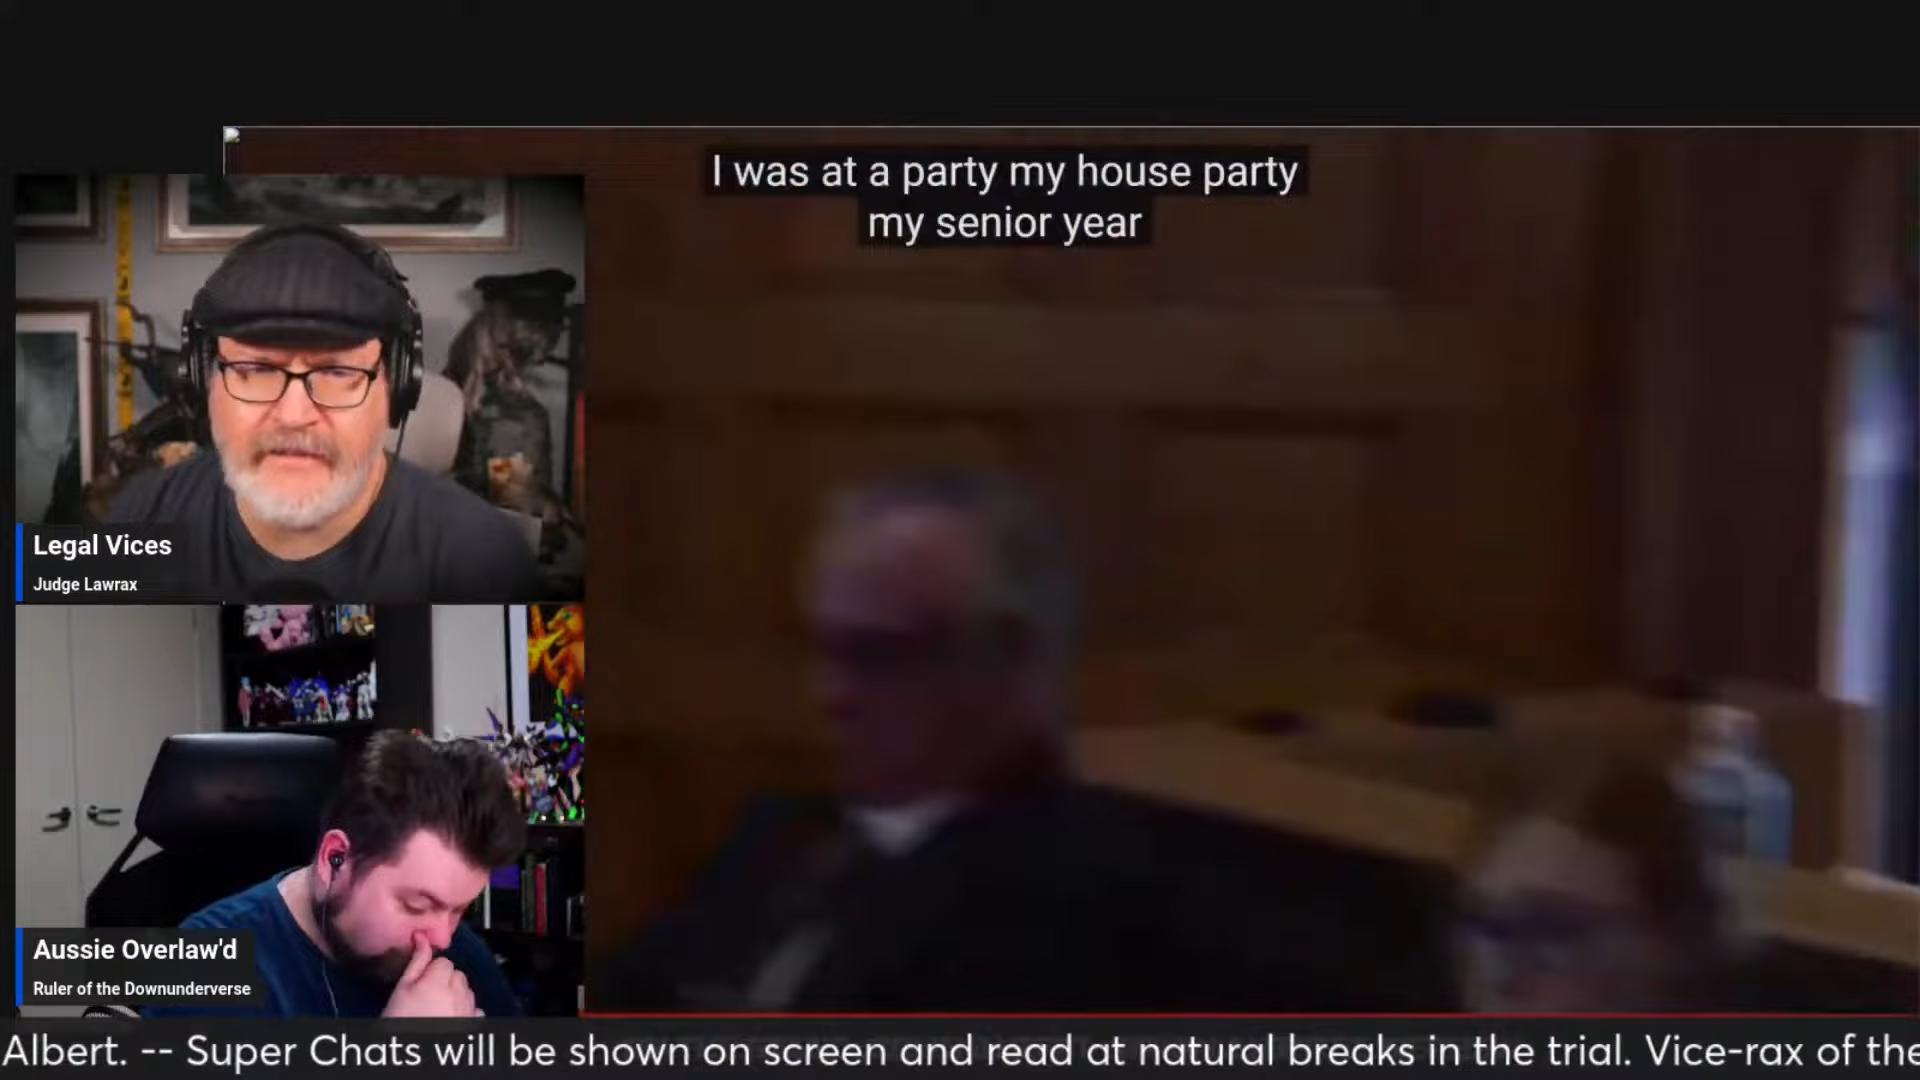 I was at a party my house party
my senior year
Legal Vices
Judge Lawrax
Aussie Overlaw'd
Ruler of the Downunderverse
Albert. -- Super Chats will be shown on screen and read at natural breaks in the trial. Vice-rax of the